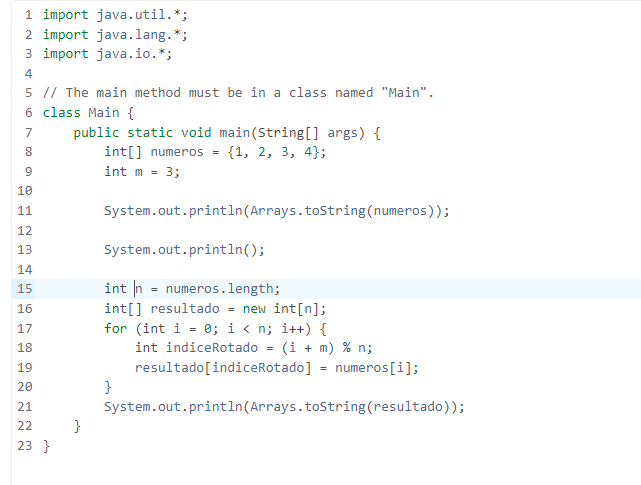 1 import java.util.*;
2 import java.lang.*;
3 import java.io.*;
4
5 // The main method must be in a class named "Main".
6 class Main {
7     public static void main(String[] args) {
8         int[] numeros = {1, 2, 3, 4};
9         int m = 3;
10
11         System.out.println(Arrays.toString(numeros));
12
13         System.out.println();
14
15         int n = numeros.length;
16         int[] resultado = new int[n];
17         for (int i = 0; i < n; i++) {
18             int indiceRotado = (i + m) % n;
19             resultado[indiceRotado] = numeros[i];
20         }
21         System.out.println(Arrays.toString(resultado));
22     }
23 }